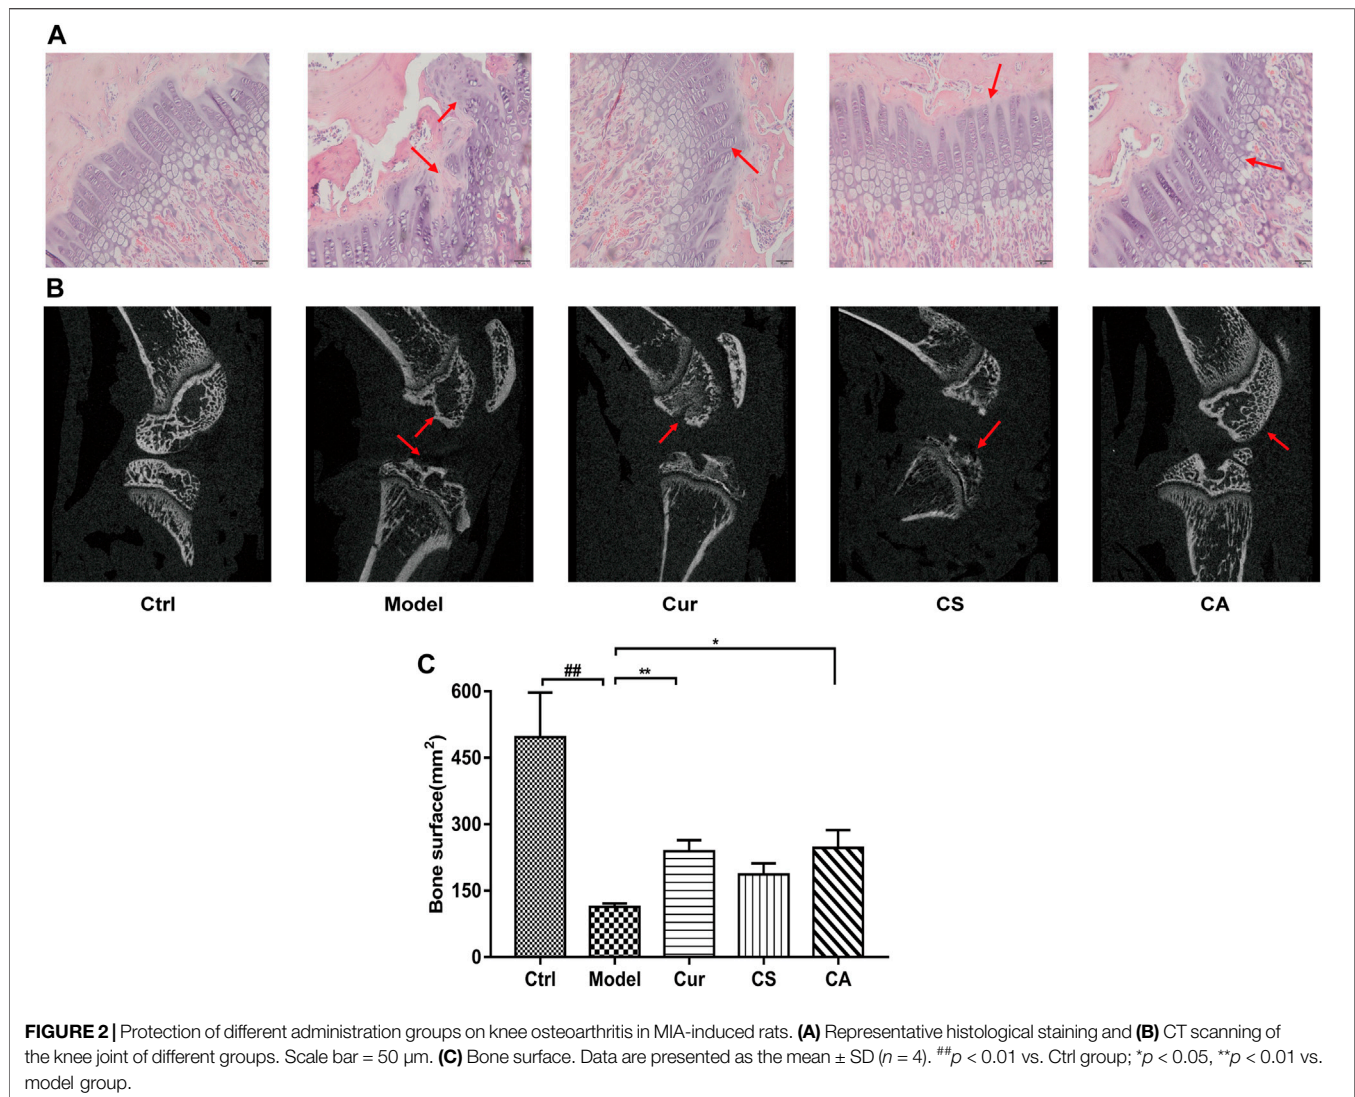 A
B
Ctrl Model Cur CS CA
C
* 
## **
Bone surface(mm²)
600
450
300
150
0
Ctrl Model Cur CS CA
FIGURE 2 | Protection of different administration groups on knee osteoarthritis in MIA-induced rats. (A) Representative histological staining and (B) CT scanning of
the knee joint of different groups. Scale bar = 50 μm. (C) Bone surface. Data are presented as the mean ± SD (n = 4). ##p < 0.01 vs. Ctrl group; *p < 0.05, **p < 0.01 vs.
model group.